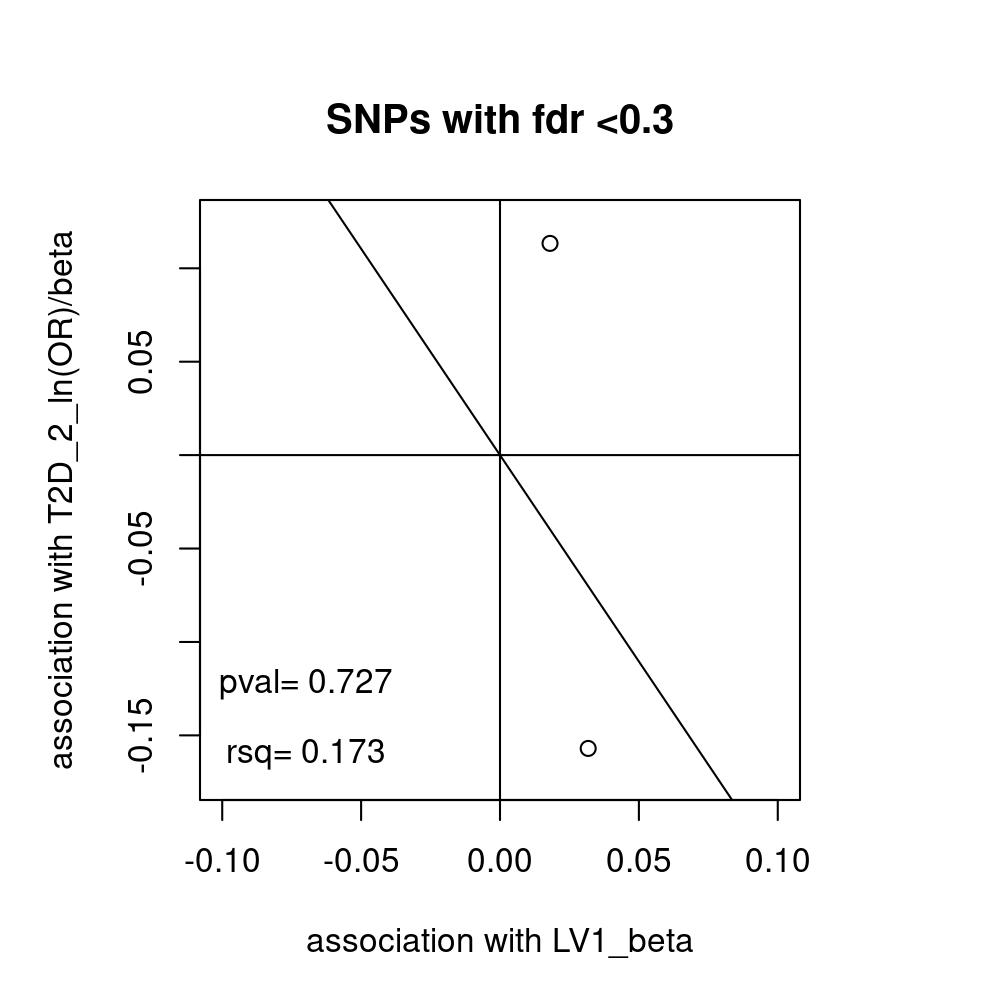 SNPs with fdr <0.3
association with T2D_2_ln(OR)/beta
0.05
-0.05
-0.15
pval= 0.727
rsq= 0.173
-0.10 -0.05 0.00 0.05 0.10
association with LV1_beta